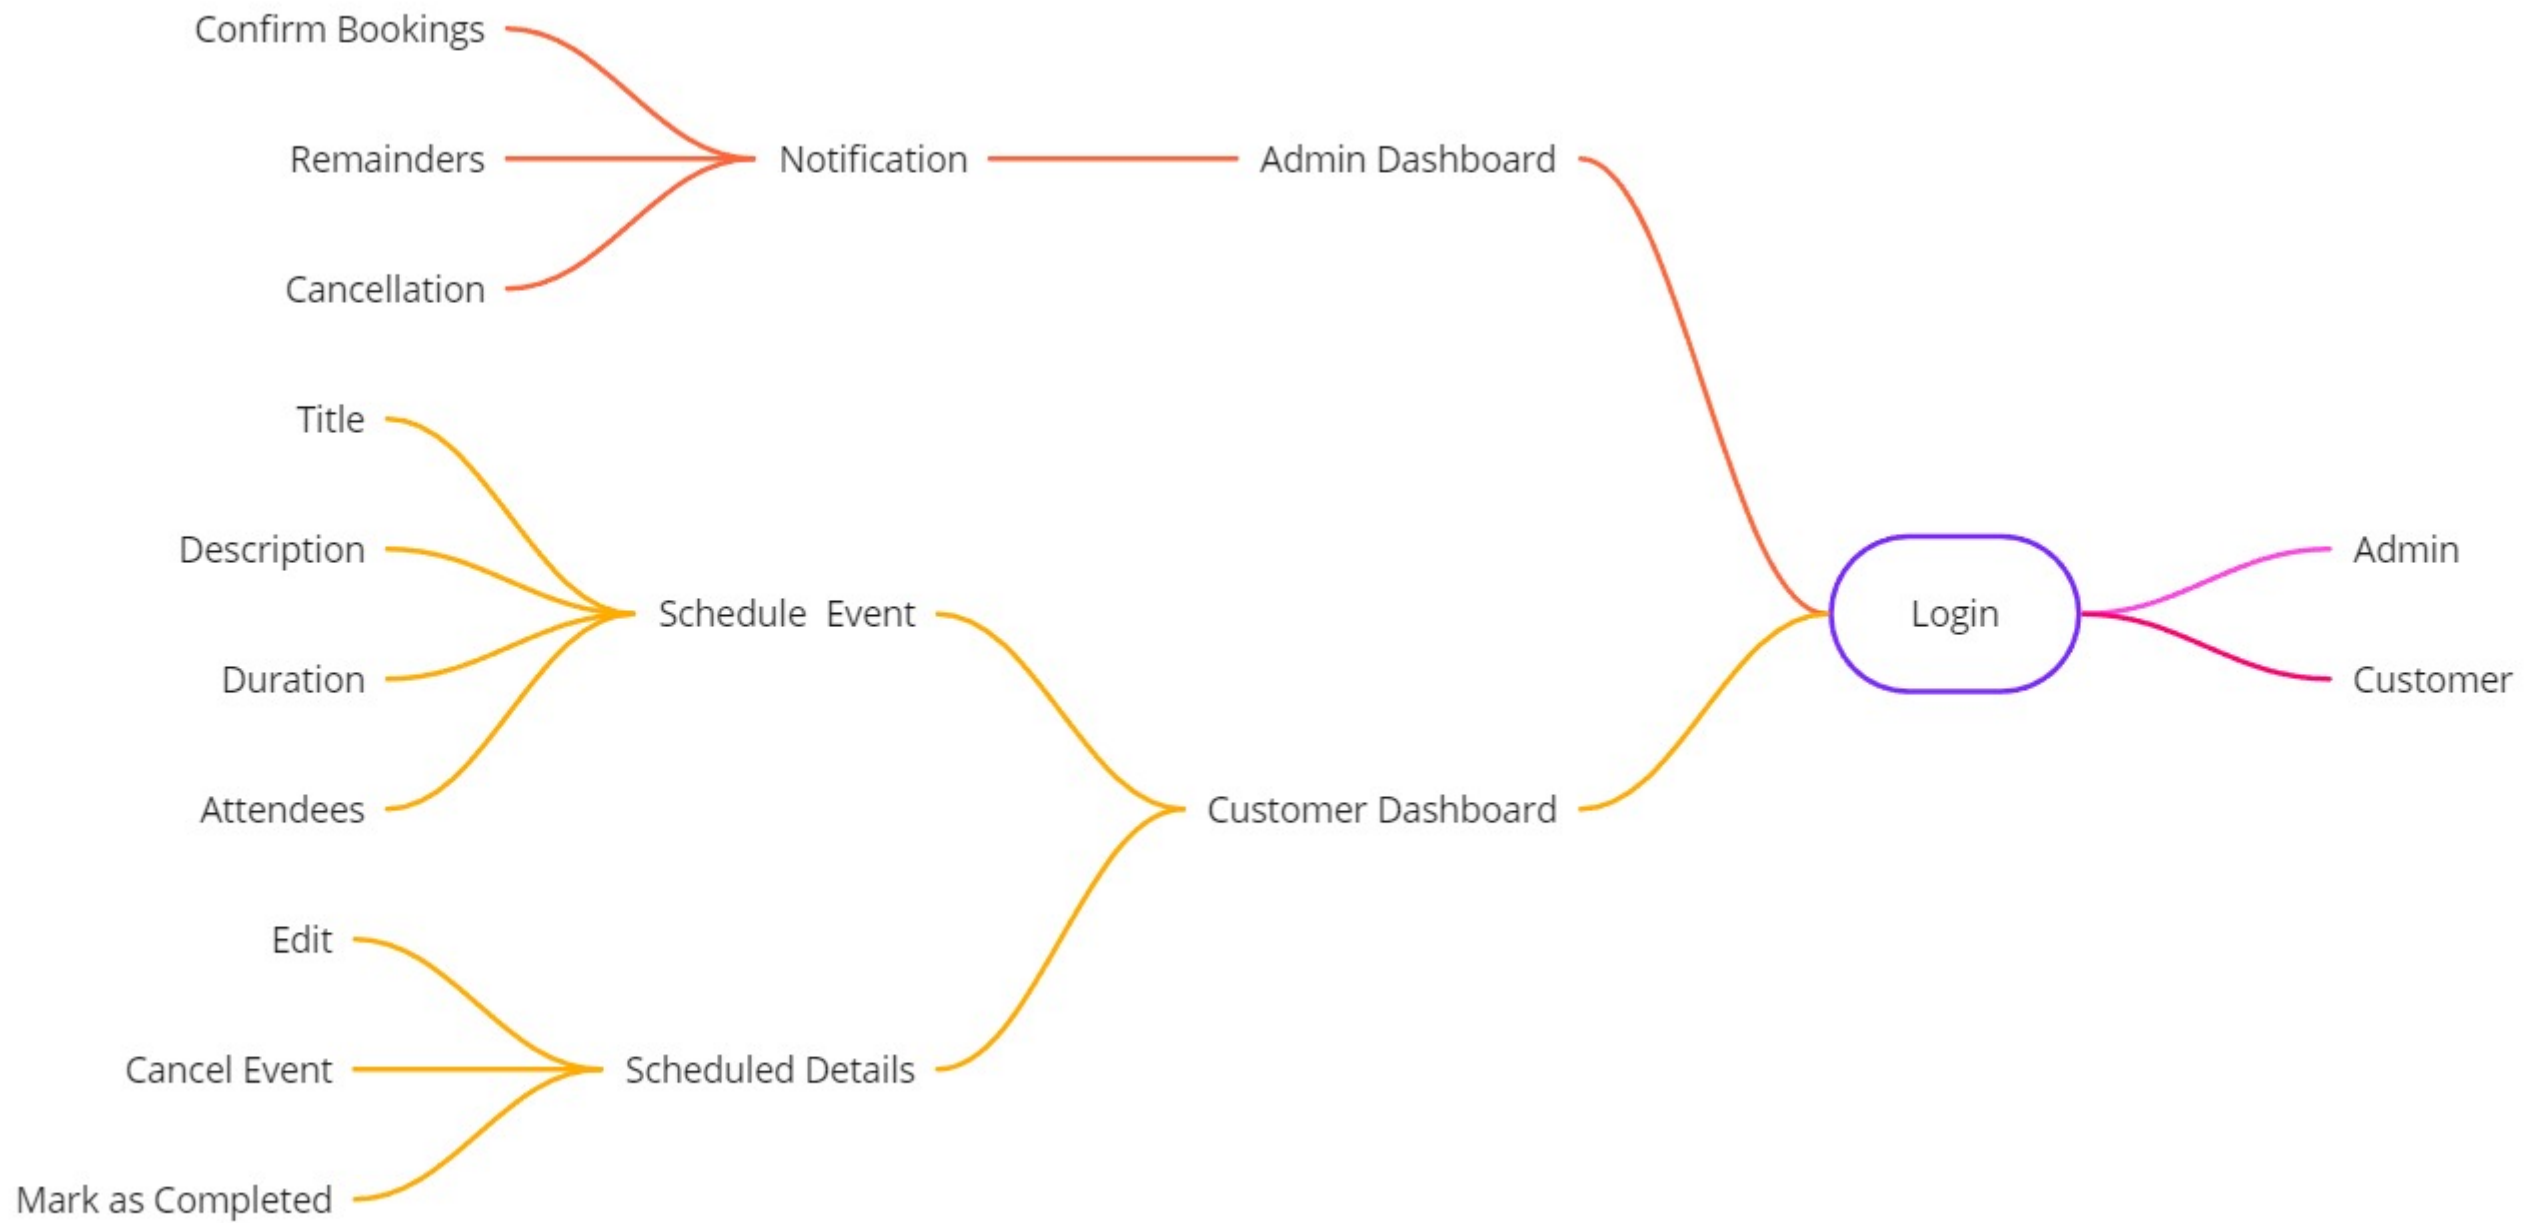 Confirm Bookings
Remainders
Notification
Admin Dashboard
Cancellation
Title
Description
Duration
Attendees
Schedule  Event
Customer Dashboard
Edit
Cancel Event
Mark as Completed
Scheduled Details
Login
Admin
Customer